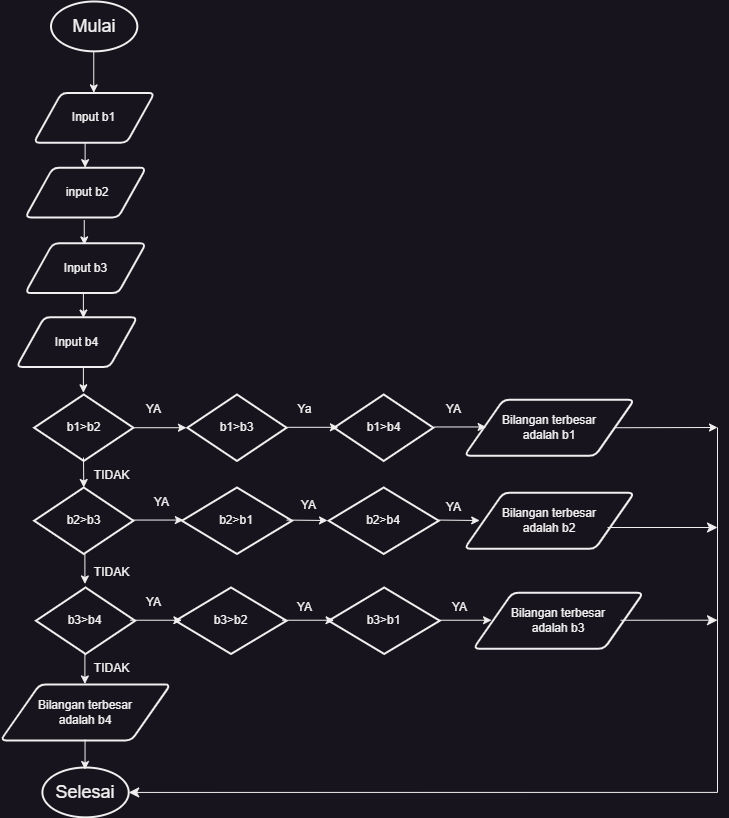 Mulai
Input b1
input b2
Input b3
Input b4
b1>b2
YA
b1>b3
Ya
b1>b4
YA
Bilangan terbesar
adalah b1
TIDAK
b2>b3
YA
b2>b1
YA
b2>b4
YA
Bilangan terbesar
adalah b2
TIDAK
b3>b4
YA
b3>b2
YA
b3>b1
YA
Bilangan terbesar
adalah b3
TIDAK
Bilangan terbesar
adalah b4
Selesai